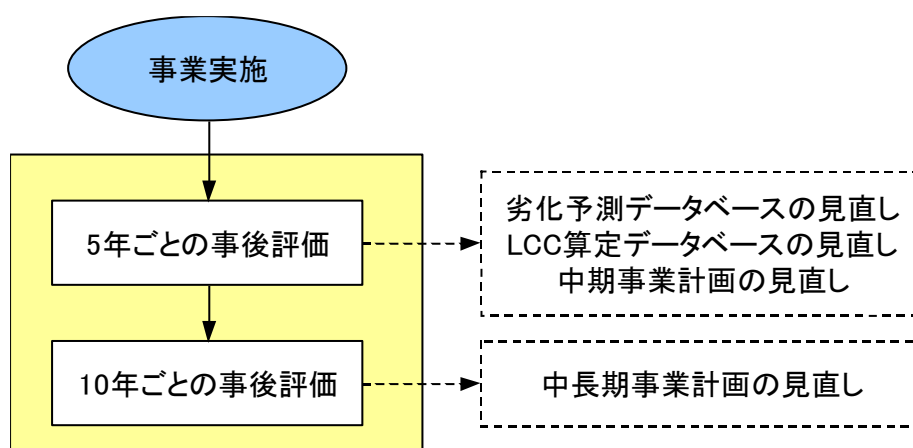 事業実施
5年ごとの事後評価
劣化予測データベースの見直し
LCC算定データベースの見直し
中期事業計画の見直し
10年ごとの事後評価
中長期事業計画の見直し